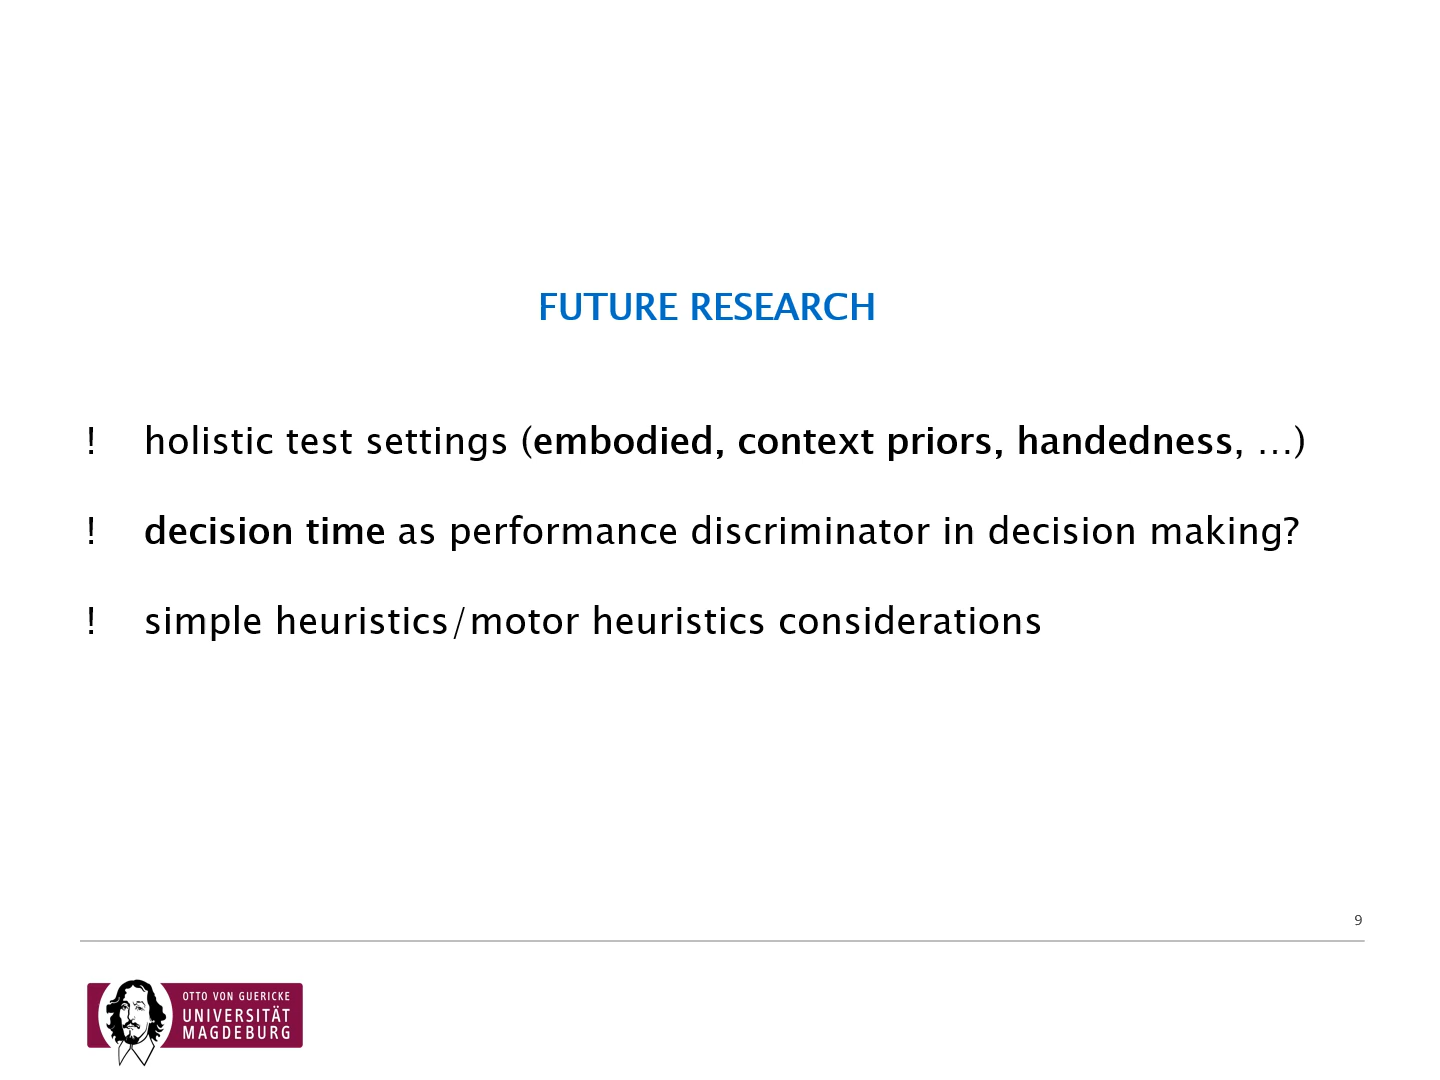 FUTURE RESEARCH
! holistic test settings (embodied, context priors, handedness, …)
! decision time as performance discriminator in decision making?
! simple heuristics/motor heuristics considerations
9
OTTO VON GUERICKE
UNIVERSITÄT
MAGDEBURG